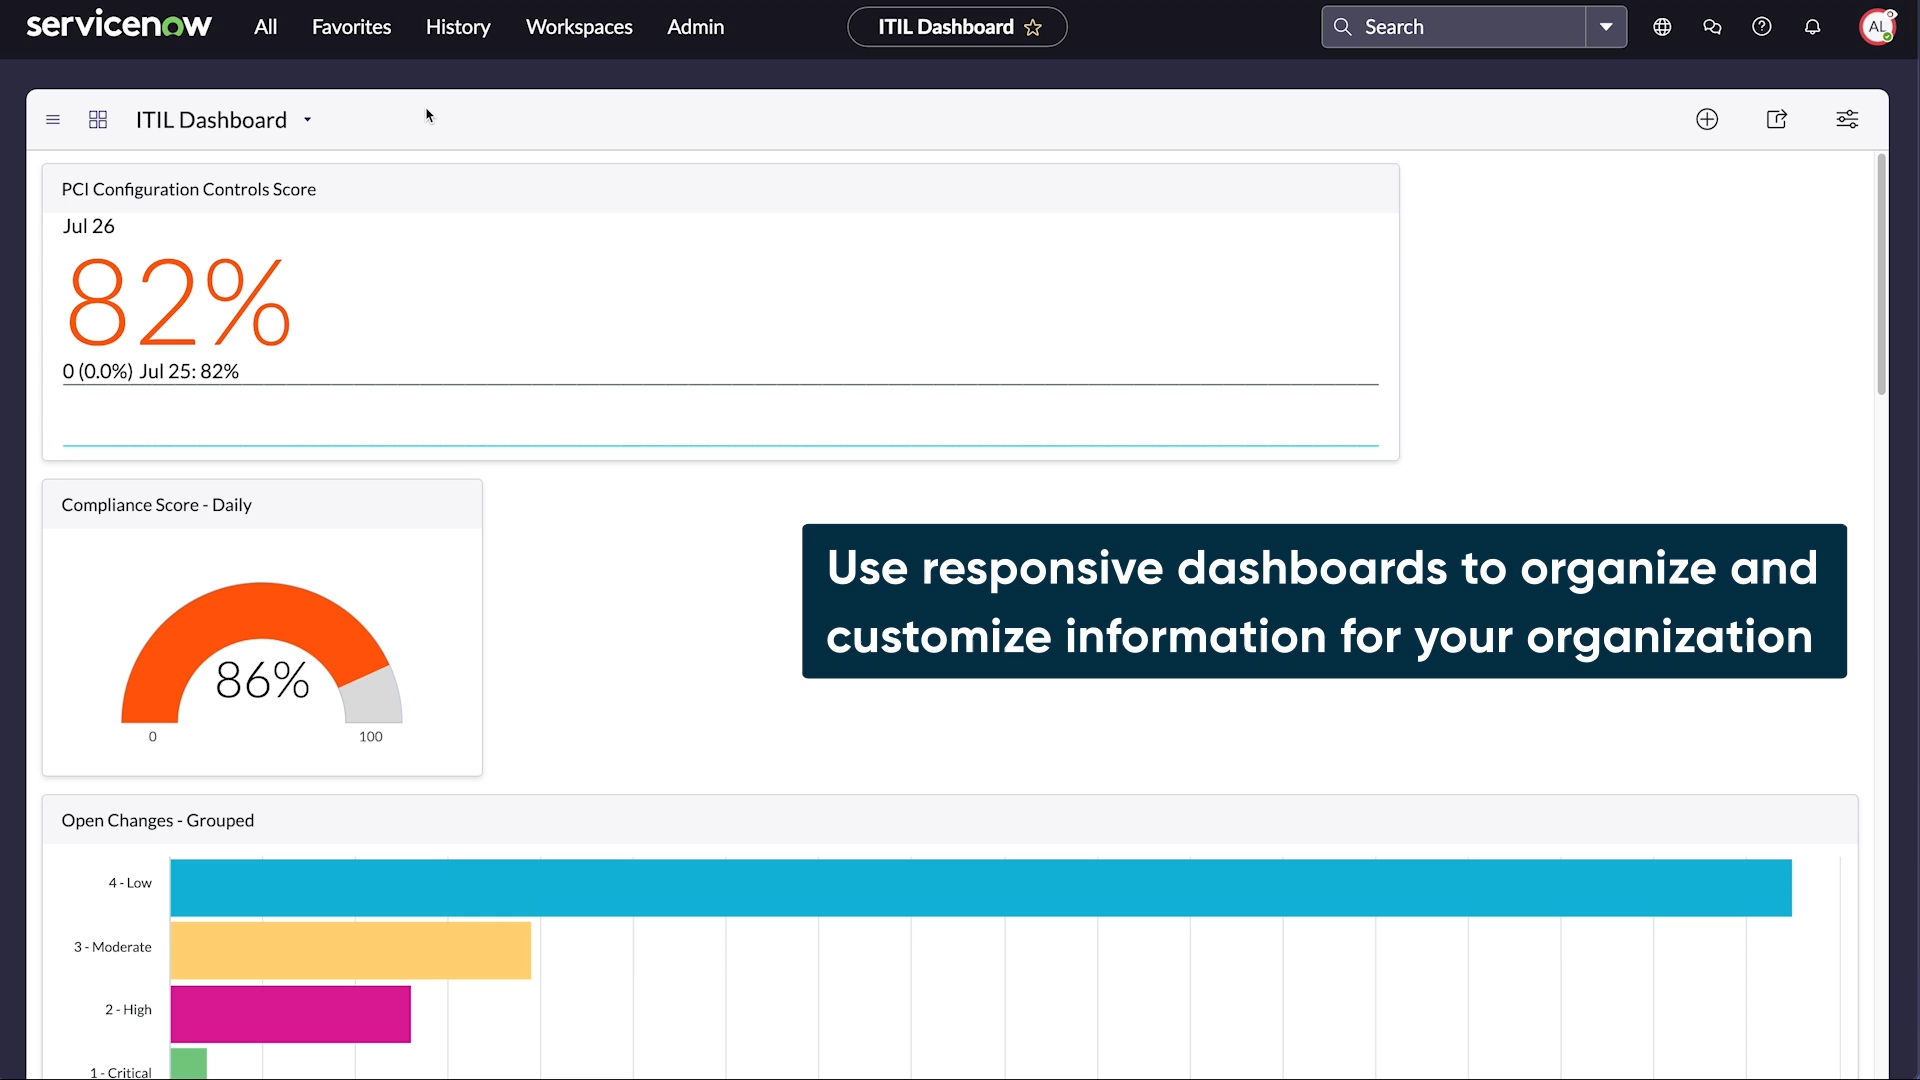 servicenow
All
Favorites
History
Workspaces
Admin
ITIL Dashboard
Search
AL
ITIL Dashboard
PCI Configuration Controls Score
Jul 26
82%
0 (0.0%) Jul 25: 82%
Compliance Score - Daily
86%
0
100
Use responsive dashboards to organize and
customize information for your organization
Open Changes - Grouped
4 - Low
3 - Moderate
2 - High
1 - Critical